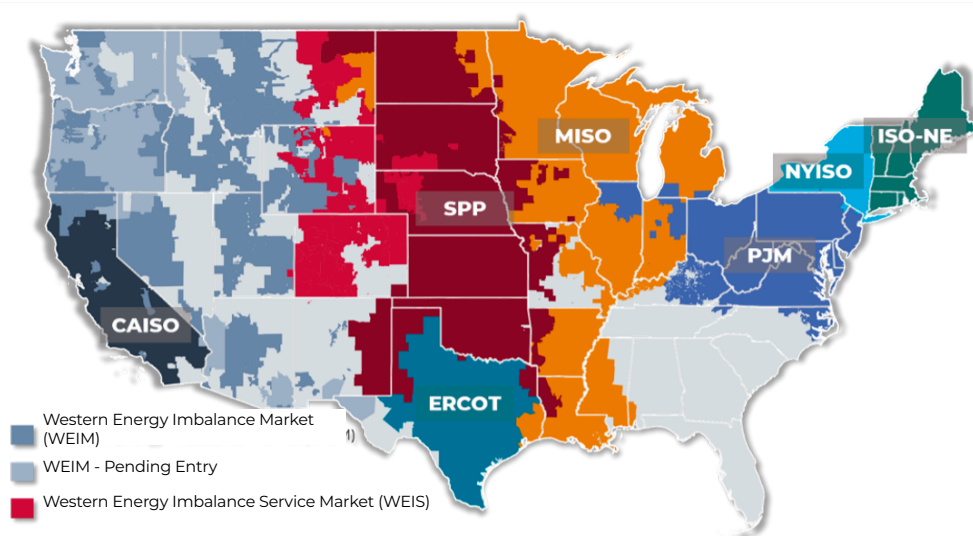 MISO
ISO-NE
NYISO
SPP
PJM
CAISO
ERCOT
Western Energy Imbalance Market
(WEIM)
WEIM - Pending Entry
Western Energy Imbalance Service Market (WEIS)